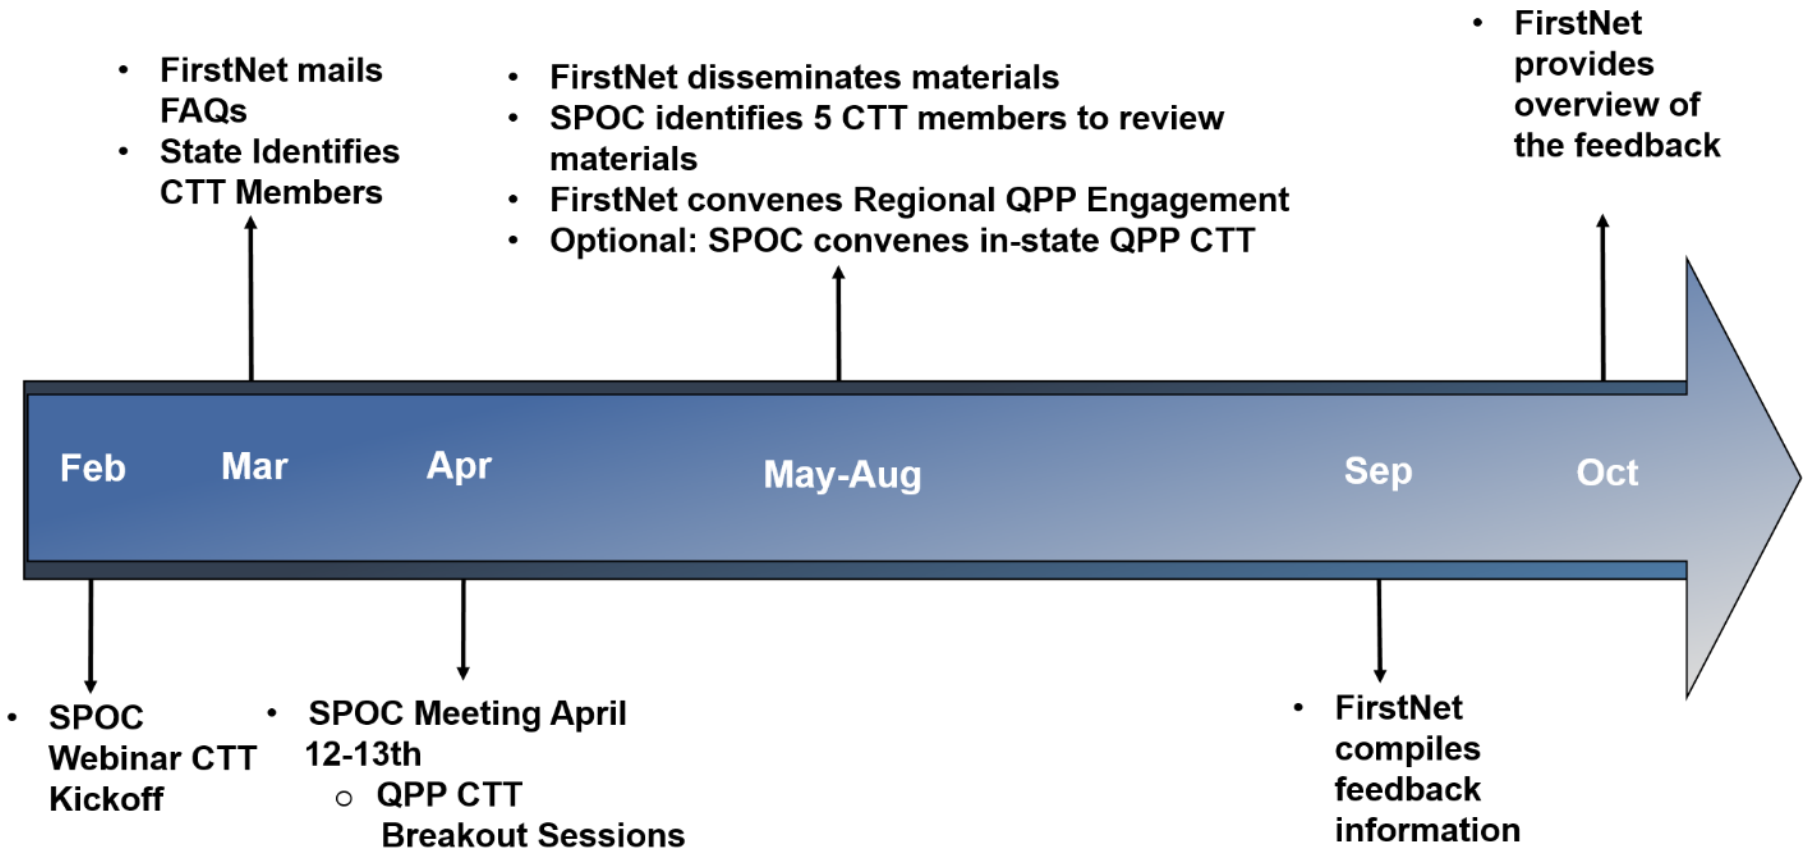 • FirstNet mails
FAQs
• State Identifies
CTT Members
• FirstNet disseminates materials
• SPOC identifies 5 CTT members to review
materials
• FirstNet convenes Regional QPP Engagement
• Optional: SPOC convenes in-state QPP CTT
• FirstNet
provides
overview of
the feedback
Feb
Mar
Apr
May-Aug
Sep
Oct
• SPOC
Webinar CTT
Kickoff
• SPOC Meeting April
12-13th
o QPP CTT
Breakout Sessions
• FirstNet
compiles
feedback
information